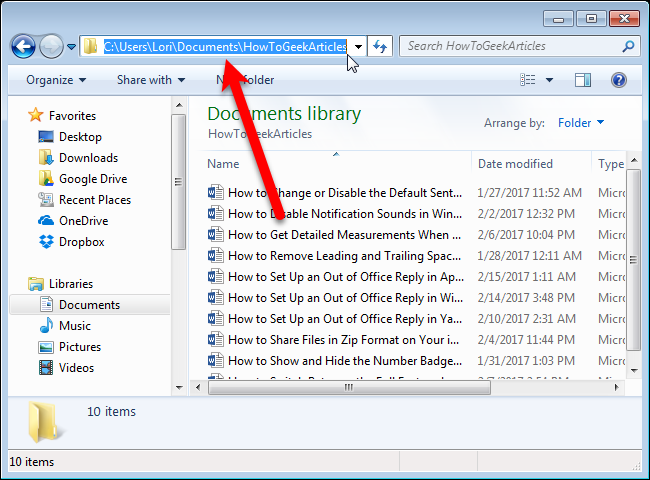 C:\Users\Lori\Documents\HowToGeekArticles
Search HowToGeekArticles
Organize Share with folder
Favorites
Desktop
Downloads
Google Drive
Recent Places
OneDrive
Dropbox
Libraries
Documents
Music
Pictures
Videos
Documents library
HowToGeekArticles
Arrange by: Folder
Name Date modified Type
How to Change or Disable the Default Sent... 1/27/2017 11:52 AM Micro
How to Disable Notification Sounds in Win... 2/2/2017 12:32 PM Micro
How to Get Detailed Measurements When ... 2/6/2017 10:04 PM Micro
How to Remove Leading and Trailing Spac... 1/28/2017 12:11 AM Micro
How to Set Up an Out of Office Reply in Ap... 2/15/2017 1:11 AM Micro
How to Set Up an Out of Office Reply in Wi... 2/14/2017 3:48 PM Micro
How to Set Up an Out of Office Reply in Ya... 2/10/2017 2:31 AM Micro
How to Share Files in Zip Format on Your i... 2/4/2017 11:44 PM Micro
How to Show and Hide the Number Badge... 1/31/2017 1:03 PM Micro
10 items
10 items